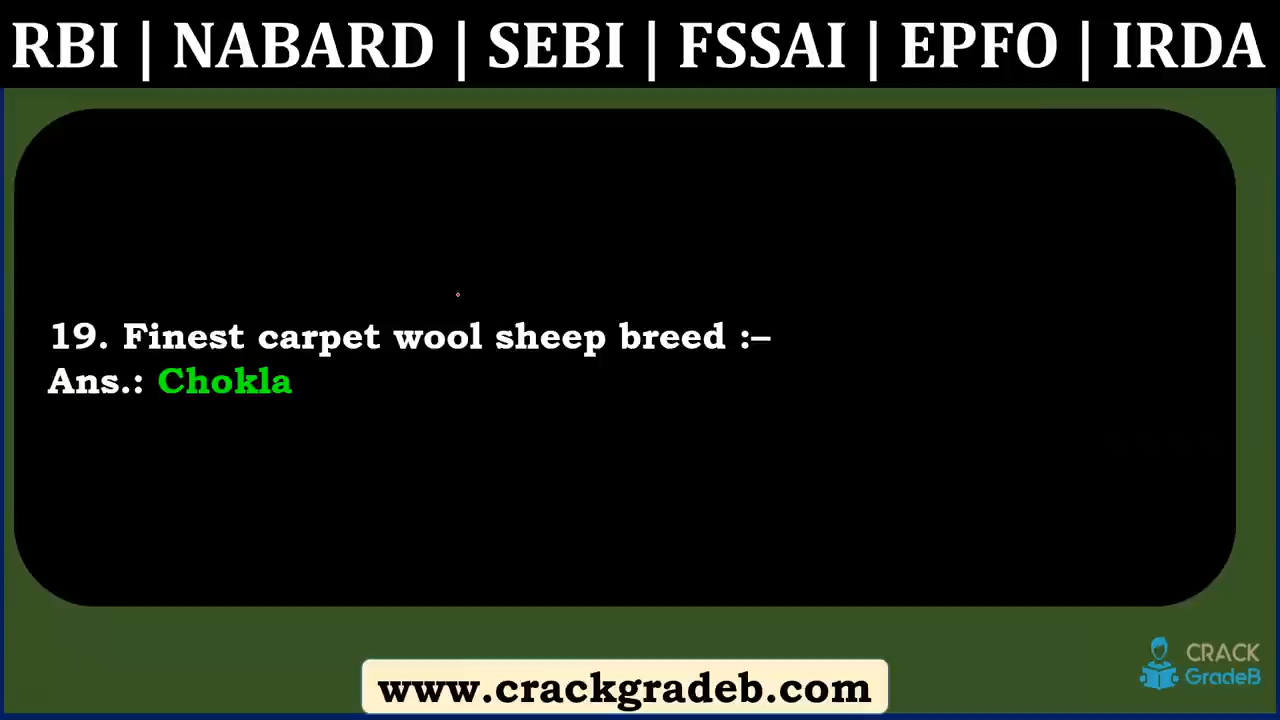 RBI | NABARD | SEBI | FSSAI | EPFO | IRDA
19. Finest carpet wool sheep breed :–
Ans.: Chokla
CRACK
GradeB
www.crackgradeb.com